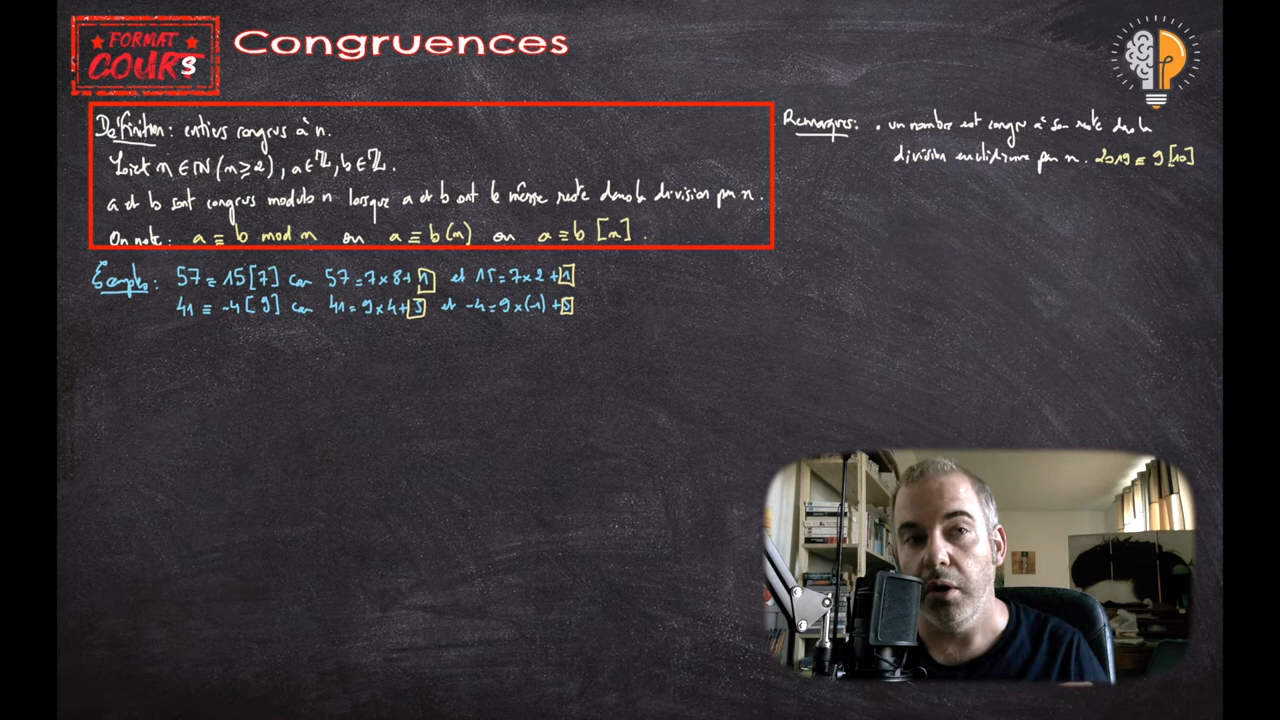 FORMAT
COURS
Congruences
Définition: entiers congrus à n.
Soient n ∈ ℕ (n ≥ 2), a ∈ ℤ, b ∈ ℤ.
a et b sont congrus modulo n lorsque a et b ont le même reste dans la division par n.
On note: a ≡ b mod n ou a ≡ b (n) ou a ≡ b [n].
Exemples: 57 ≡ 15 [7] car 57 = 7 × 8 + 1 et 15 = 7 × 2 + 1
41 ≡ -4 [9] car 41 = 9 × 4 + 5 et -4 = 9 × (-1) + 5
Remarques: • un nombre est congru à son reste dans la
division euclidienne par n. 2019 ≡ 9 [10]